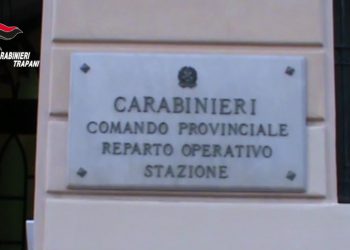 CARABINIERI
TRAPANI
CARABINIERI
COMANDO PROVINCIALE
REPARTO OPERATIVO
STAZIONE